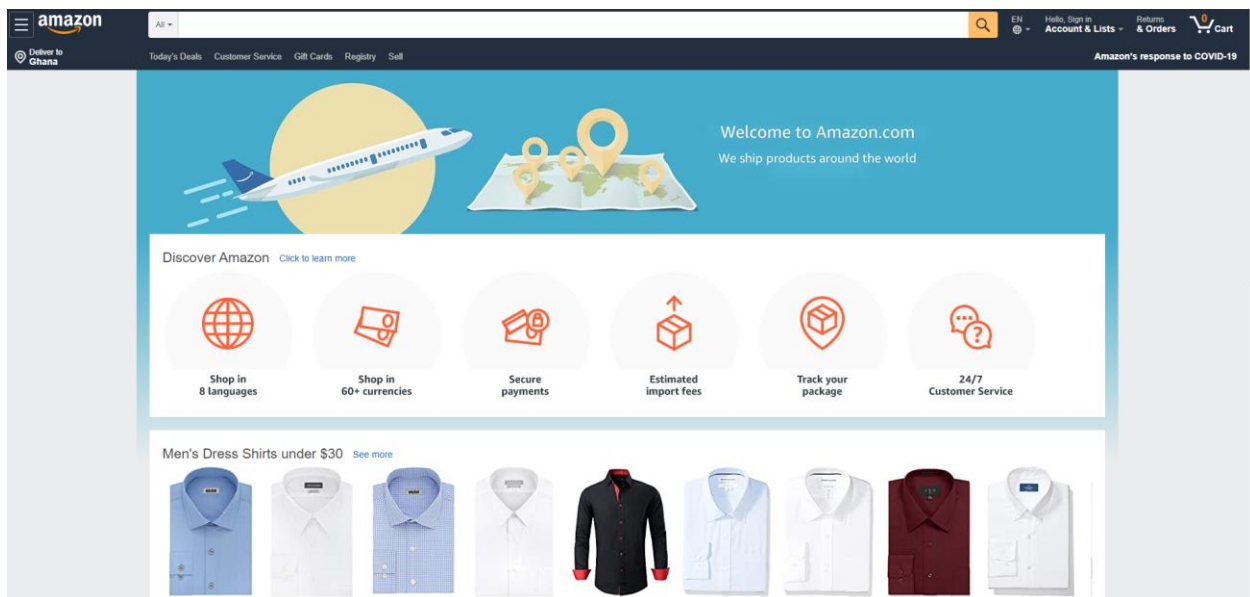 amazon
All
EN
Hello, Sign in
Account & Lists
Returns
& Orders
0
Cart
Deliver to
Ghana
Today's Deals Customer Service Gift Cards Registry Sell
Amazon's response to COVID-19
Welcome to Amazon.com
We ship products around the world
Discover Amazon Click to learn more
Shop in
8 languages
Shop in
60+ currencies
Secure
payments
Estimated
import fees
Track your
package
24/7
Customer Service
Men's Dress Shirts under $30 See more